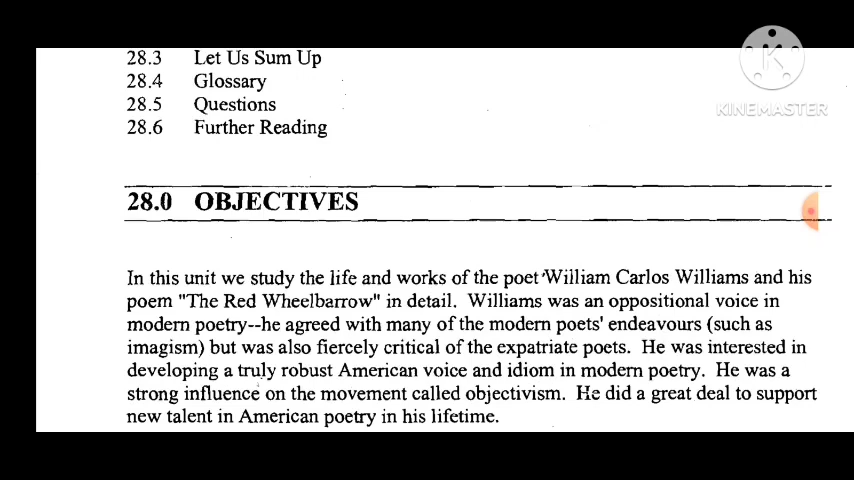 28.3 Let Us Sum Up
28.4 Glossary
28.5 Questions
28.6 Further Reading
KINEMASTER
28.0 OBJECTIVES
In this unit we study the life and works of the poet William Carlos Williams and his
poem "The Red Wheelbarrow" in detail. Williams was an oppositional voice in
modern poetry--he agreed with many of the modern poets' endeavours (such as
imagism) but was also fiercely critical of the expatriate poets. He was interested in
developing a truly robust American voice and idiom in modern poetry. He was a
strong influence on the movement called objectivism. He did a great deal to support
new talent in American poetry in his lifetime.